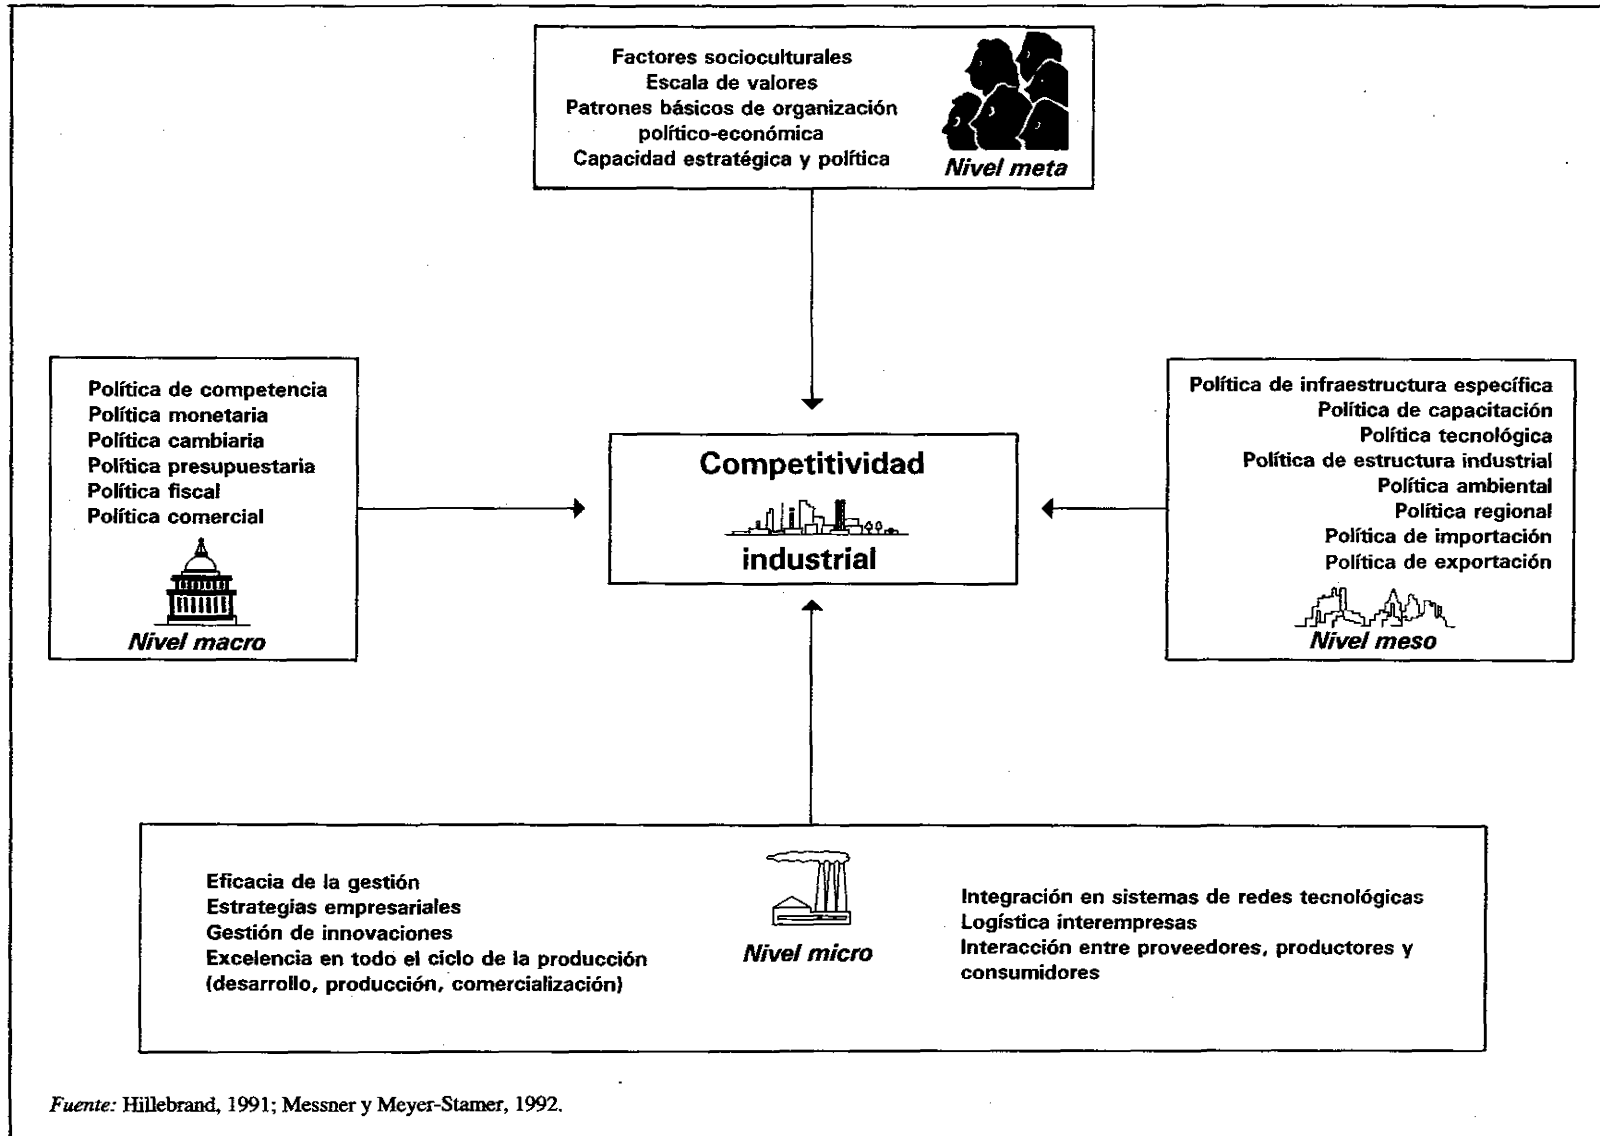 Factores socioculturales
Escala de valores
Patrones básicos de organización
político-económica
Capacidad estratégica y política
Nivel meta
Política de competencia
Política monetaria
Política cambiaria
Política presupuestaria
Política fiscal
Política comercial
Nivel macro
Competitividad
industrial
Política de infraestructura específica
Política de capacitación
Política tecnológica
Política de estructura industrial
Política ambiental
Política regional
Política de importación
Política de exportación
Nivel meso
Eficacia de la gestión
Estrategias empresariales
Gestión de innovaciones
Excelencia en todo el ciclo de la producción
(desarrollo, producción, comercialización)
Nivel micro
Integración en sistemas de redes tecnológicas
Logística interempresas
Interacción entre proveedores, productores y
consumidores
Fuente: Hillebrand, 1991; Messner y Meyer-Stamer, 1992.